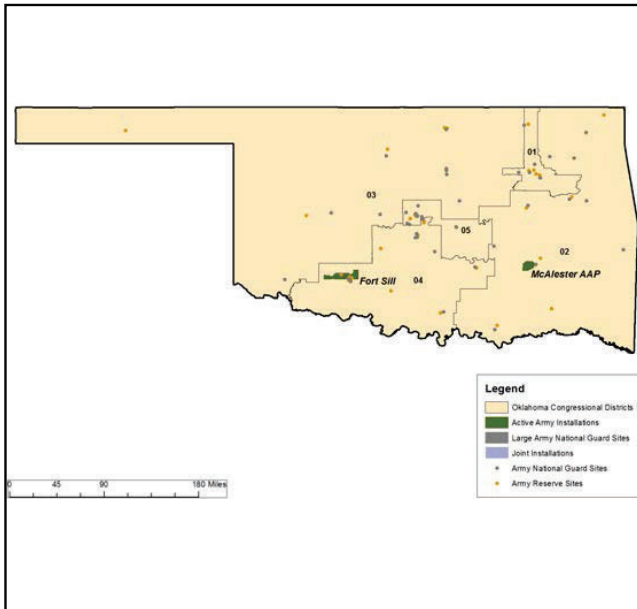 01
03
05
02
McAlester AAP
Fort Sill
04
Legend
Oklahoma Congressional Districts
Active Army Installations
Large Army National Guard Sites
Joint Installations
Army National Guard Sites
Army Reserve Sites
0 45 90 180 Miles